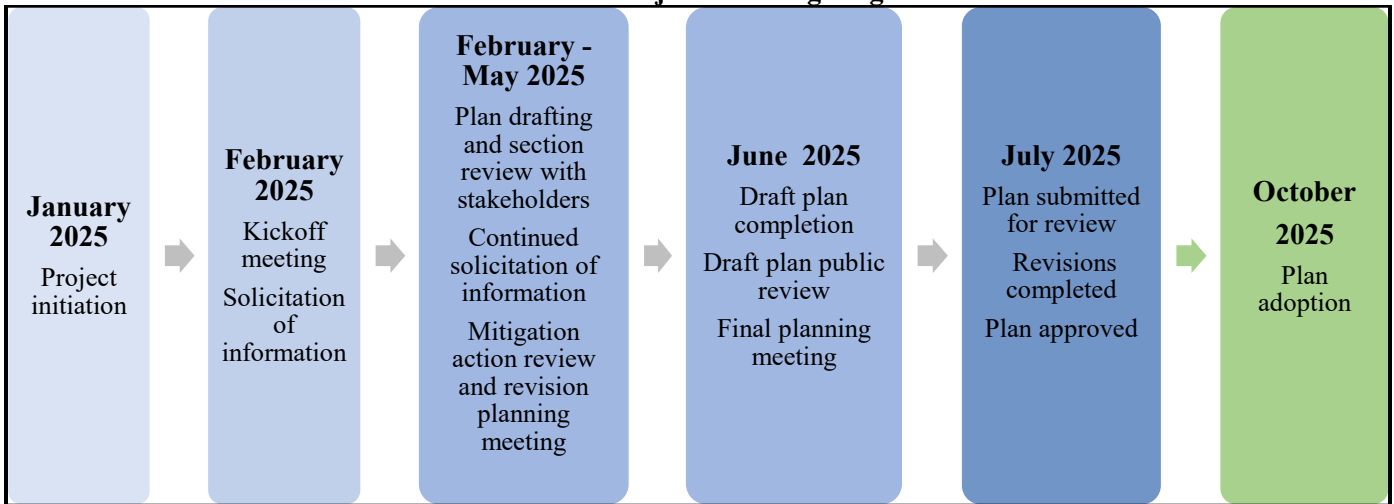 January
2025
Project
initiation
February
2025
Kickoff
meeting
Solicitation
of
information
February -
May 2025
Plan drafting
and section
review with
stakeholders
Continued
solicitation of
information
Mitigation
action review
and revision
planning
meeting
June 2025
Draft plan
completion
Draft plan public
review
Final planning
meeting
July 2025
Plan submitted
for review
Revisions
completed
Plan approved
October
2025
Plan
adoption